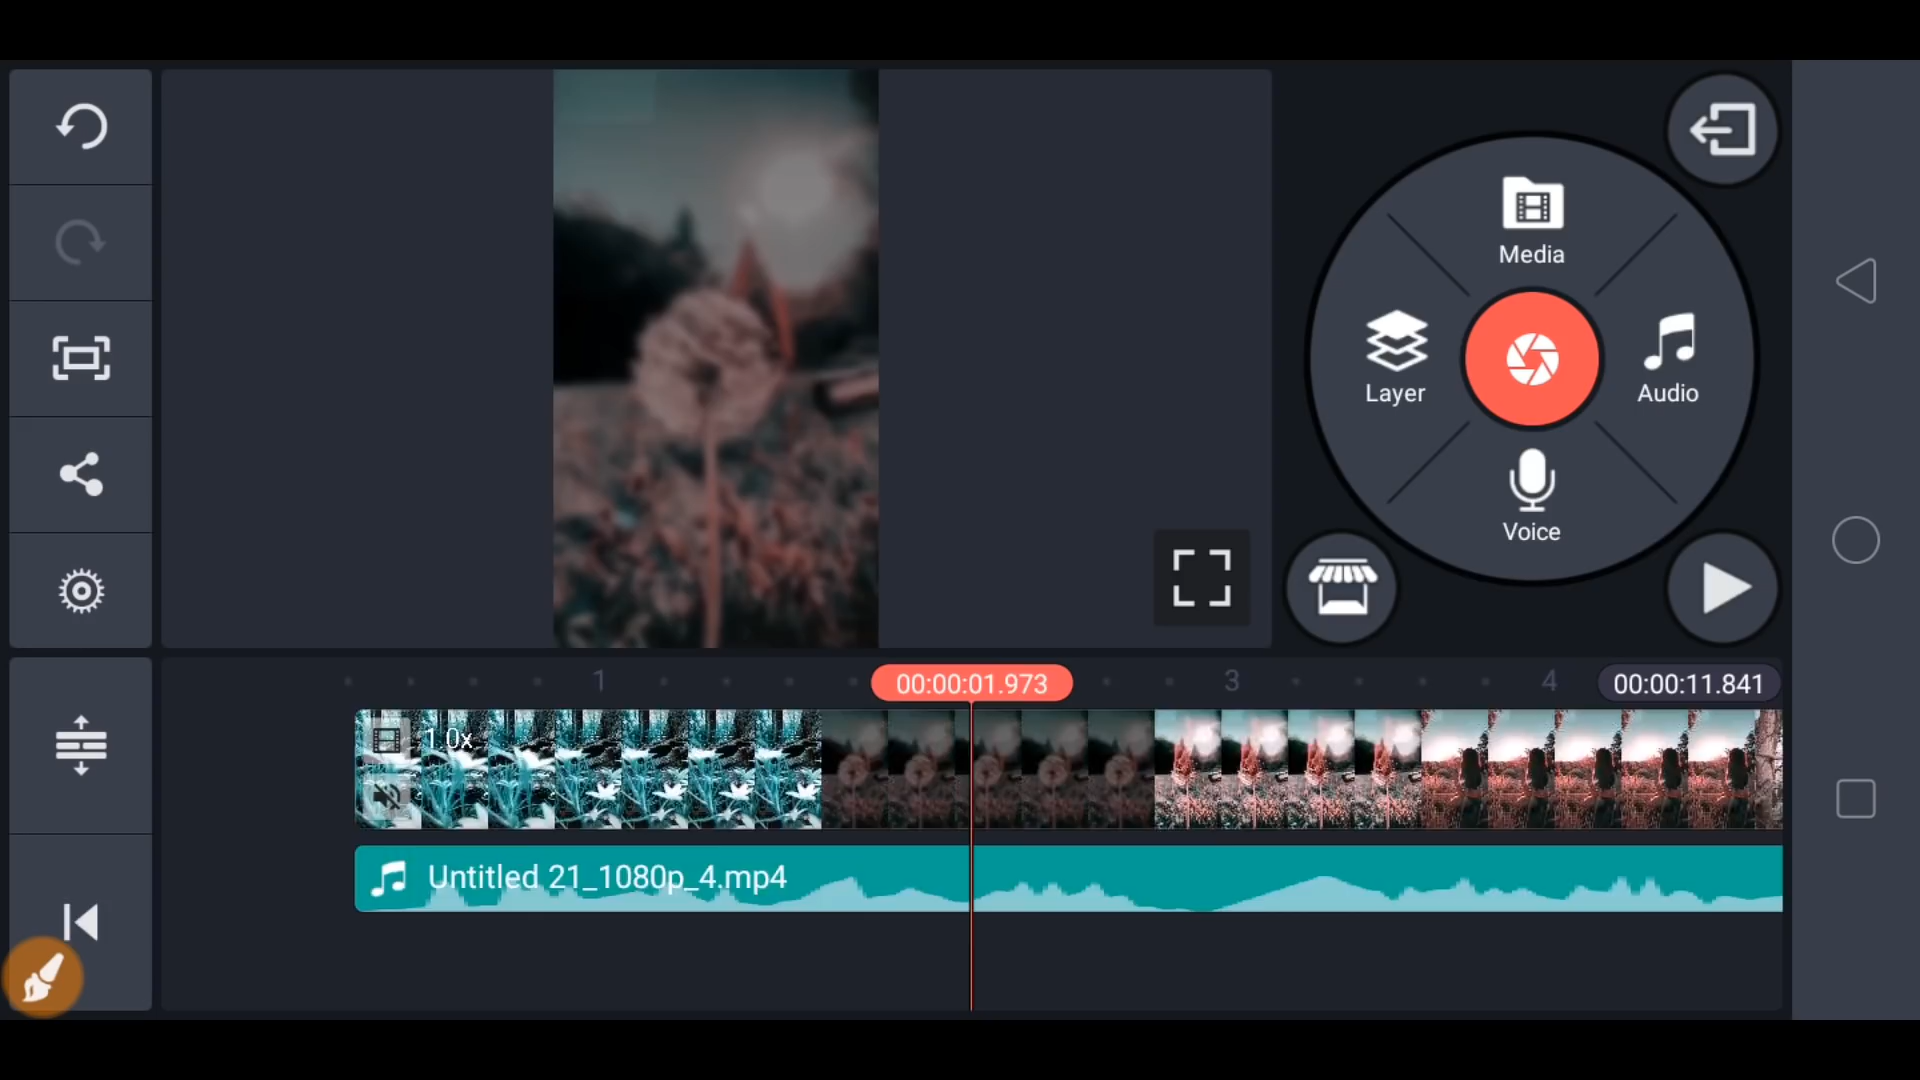 Media
Layer
Audio
Voice
1
00:00:01.973
3
4
00:00:11.841
1.0x
Untitled 21_1080p_4.mp4